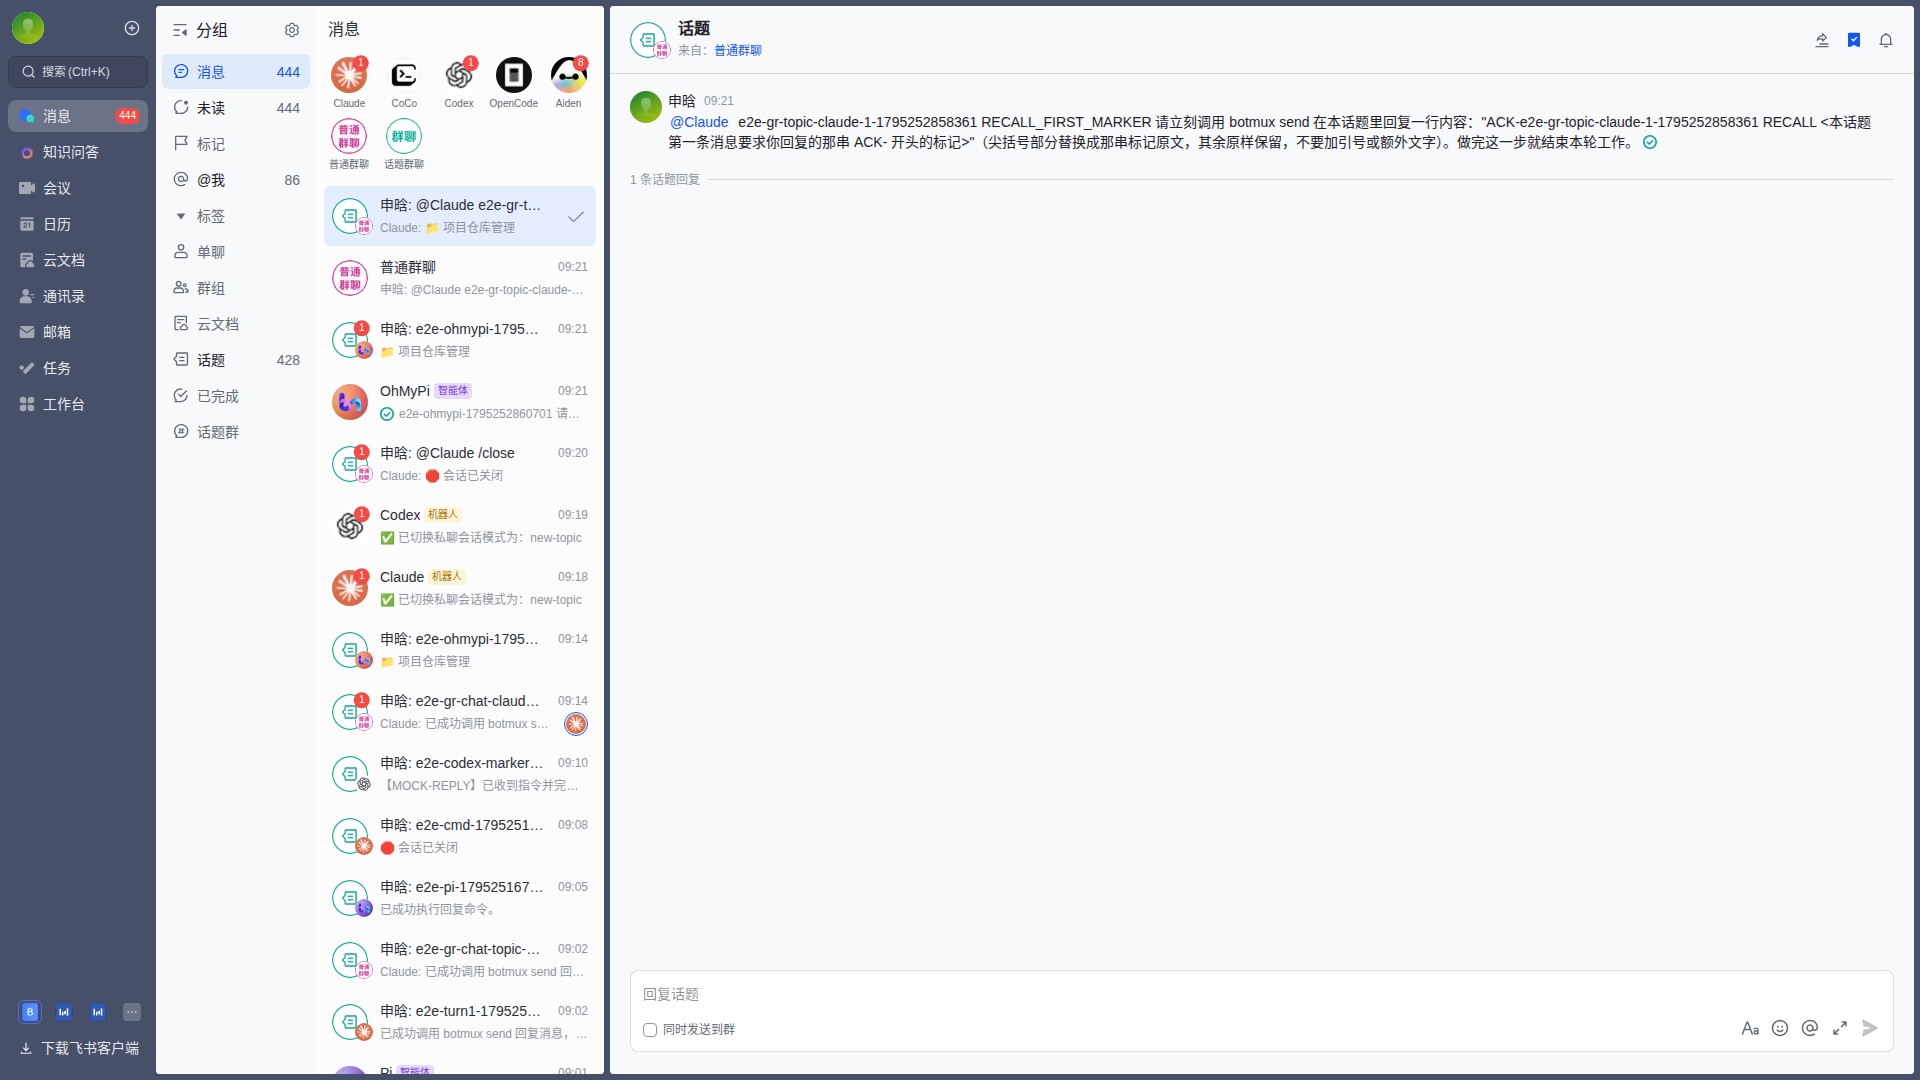 搜索 (Ctrl+K)
消息
444
知识问答
会议
日历
云文档
通讯录
邮箱
任务
工作台
B
下载飞书客户端
分组
消息 444
未读 444
标记
@我 86
标签
单聊
群组
云文档
话题 428
已完成
话题群
消息
1
1
8
Claude CoCo Codex OpenCode Aiden
普通群聊
群聊
普通群聊 话题群聊
申晗: @Claude e2e-gr-t…
Claude: 📁 项目仓库管理
普通群聊 09:21
申晗: @Claude e2e-gr-topic-claude-…
1
申晗: e2e-ohmypi-1795… 09:21
📁 项目仓库管理
OhMyPi 智能体 09:21
e2e-ohmypi-1795252860701 请…
1
申晗: @Claude /close 09:20
Claude: 🛑 会话已关闭
1
Codex 机器人 09:19
✅ 已切换私聊会话模式为：new-topic
1
Claude 机器人 09:18
✅ 已切换私聊会话模式为：new-topic
申晗: e2e-ohmypi-1795… 09:14
📁 项目仓库管理
1
申晗: e2e-gr-chat-claud… 09:14
Claude: 已成功调用 botmux s…
申晗: e2e-codex-marker… 09:10
【MOCK-REPLY】已收到指令并完…
申晗: e2e-cmd-1795251… 09:08
🛑 会话已关闭
申晗: e2e-pi-179525167… 09:05
已成功执行回复命令。
申晗: e2e-gr-chat-topic-… 09:02
Claude: 已成功调用 botmux send 回…
申晗: e2e-turn1-179525… 09:02
已成功调用 botmux send 回复消息，…
Pi 智能体 09:01
话题
来自：普通群聊
申晗 09:21
@Claude e2e-gr-topic-claude-1-1795252858361 RECALL_FIRST_MARKER 请立刻调用 botmux send 在本话题里回复一行内容："ACK-e2e-gr-topic-claude-1-1795252858361 RECALL <本话题
第一条消息要求你回复的那串 ACK- 开头的标记>"（尖括号部分替换成那串标记原文，其余原样保留，不要加引号或额外文字）。做完这一步就结束本轮工作。
1 条话题回复
回复话题
同时发送到群